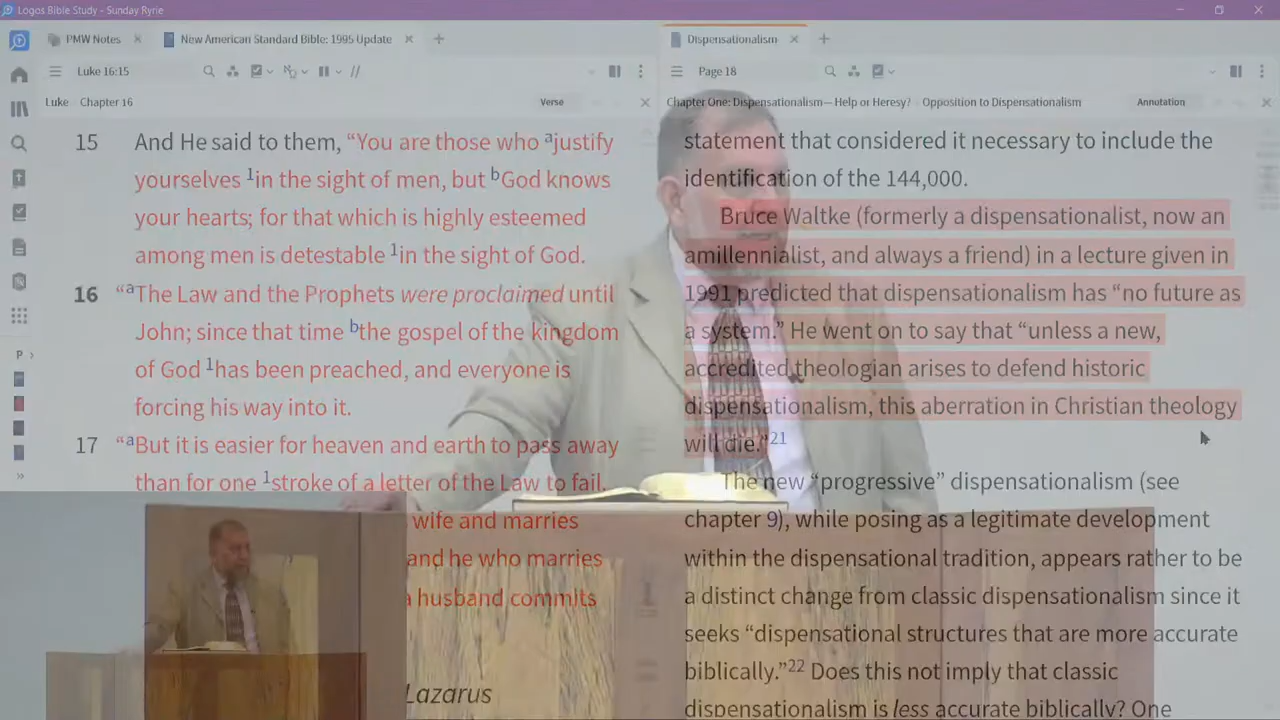 Logos Bible Study - Sunday Ryrie
PMW Notes
New American Standard Bible: 1995 Update
Luke 16:15
Luke Chapter 16
Verse
15 And He said to them, “You are those who ajustify
yourselves 1in the sight of men, but bGod knows
your hearts; for that which is highly esteemed
among men is detestable 1in the sight of God.
16 “aThe Law and the Prophets were proclaimed until
John; since that time bthe gospel of the kingdom
of God 1has been preached, and everyone is
forcing his way into it.
17 “aBut it is easier for heaven and earth to pass away
than for one 1stroke of a letter of the Law to fail.
wife and marries
and he who marries
a husband commits
Lazarus
P
Dispensationalism
Page 18
Chapter One: Dispensationalism—Help or Heresy? · Opposition to Dispensationalism
Annotation
statement that considered it necessary to include the
identification of the 144,000.
Bruce Waltke (formerly a dispensationalist, now an
amillennialist, and always a friend) in a lecture given in
1991 predicted that dispensationalism has “no future as
a system.” He went on to say that “unless a new,
accredited theologian arises to defend historic
dispensationalism, this aberration in Christian theology
will die.”21
The new “progressive” dispensationalism (see
chapter 9), while posing as a legitimate development
within the dispensational tradition, appears rather to be
a distinct change from classic dispensationalism since it
seeks “dispensational structures that are more accurate
biblically.”22 Does this not imply that classic
dispensationalism is less accurate biblically? One